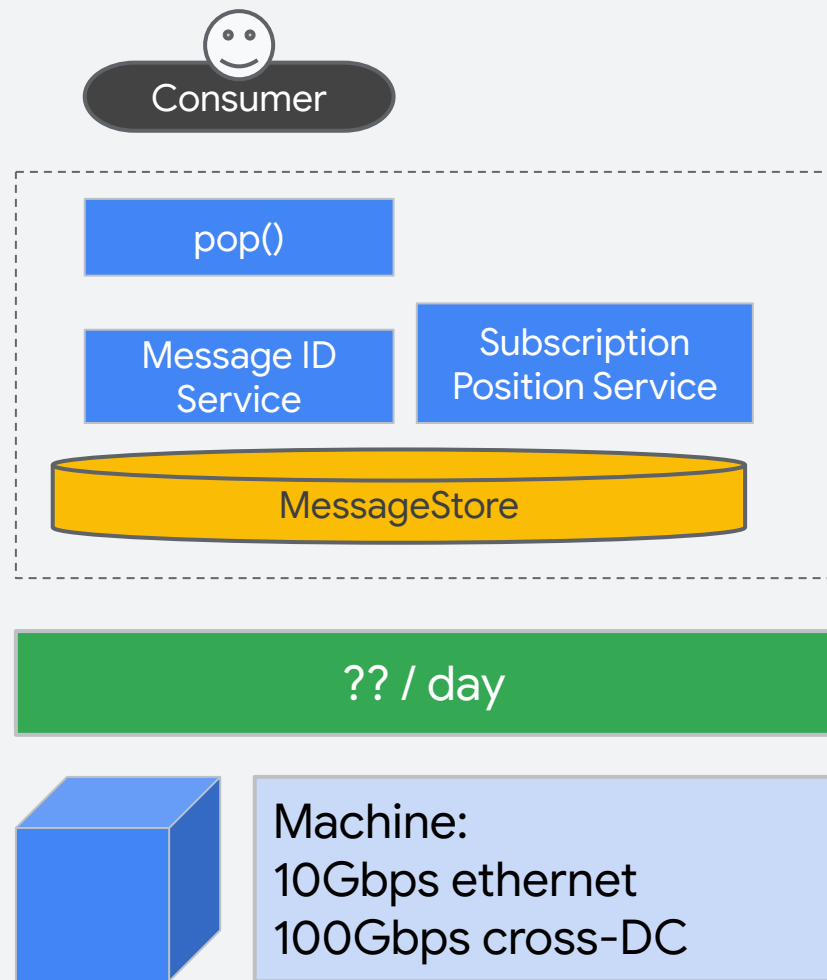 Consumer
pop()
Message ID
Service
Subscription
Position Service
MessageStore
?? / day
Machine:
10Gbps ethernet
100Gbps cross-DC